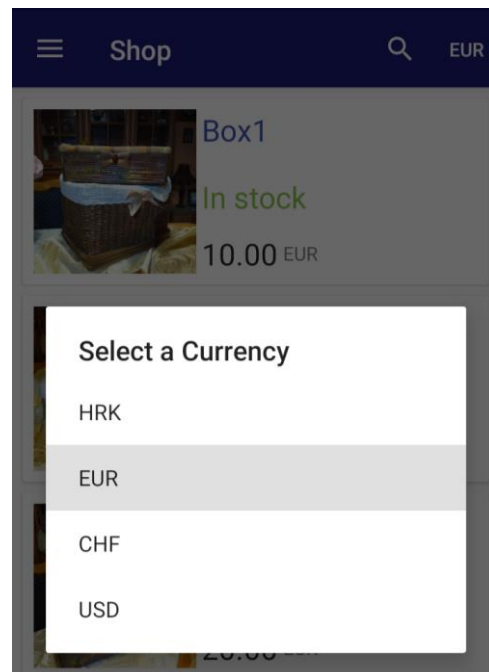 Shop EUR
Box1
In stock
10.00 EUR
Select a Currency
HRK
EUR
CHF
USD